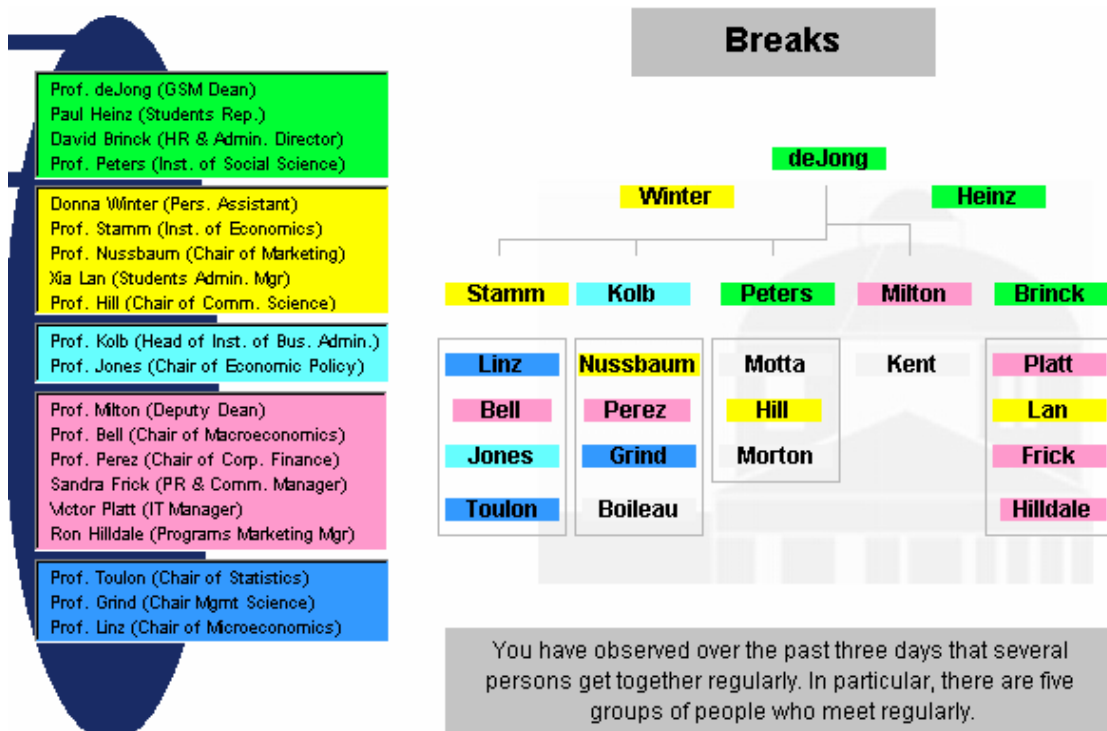 Breaks
Prof. deJong (GSM Dean)
Paul Heinz (Students Rep.)
David Brinck (HR & Admin. Director)
Prof. Peters (Inst. of Social Science)
Donna Winter (Pers. Assistant)
Prof. Stamm (Inst. of Economics)
Prof. Nussbaum (Chair of Marketing)
Xia Lan (Students Admin. Mgr)
Prof. Hill (Chair of Comm. Science)
Prof. Kolb (Head of Inst. of Bus. Admin.)
Prof. Jones (Chair of Economic Policy)
Prof. Milton (Deputy Dean)
Prof. Bell (Chair of Macroeconomics)
Prof. Perez (Chair of Corp. Finance)
Sandra Frick (PR & Comm. Manager)
Victor Platt (IT Manager)
Ron Hilldale (Programs Marketing Mgr)
Prof. Toulon (Chair of Statistics)
Prof. Grind (Chair Mgmt Science)
Prof. Linz (Chair of Microeconomics)
deJong
Winter
Heinz
Stamm
Kolb
Peters
Milton
Brinck
Linz
Nussbaum
Motta
Kent
Platt
Bell
Perez
Hill
Lan
Jones
Grind
Morton
Frick
Toulon
Boileau
Hilldale
You have observed over the past three days that several
persons get together regularly. In particular, there are five
groups of people who meet regularly.